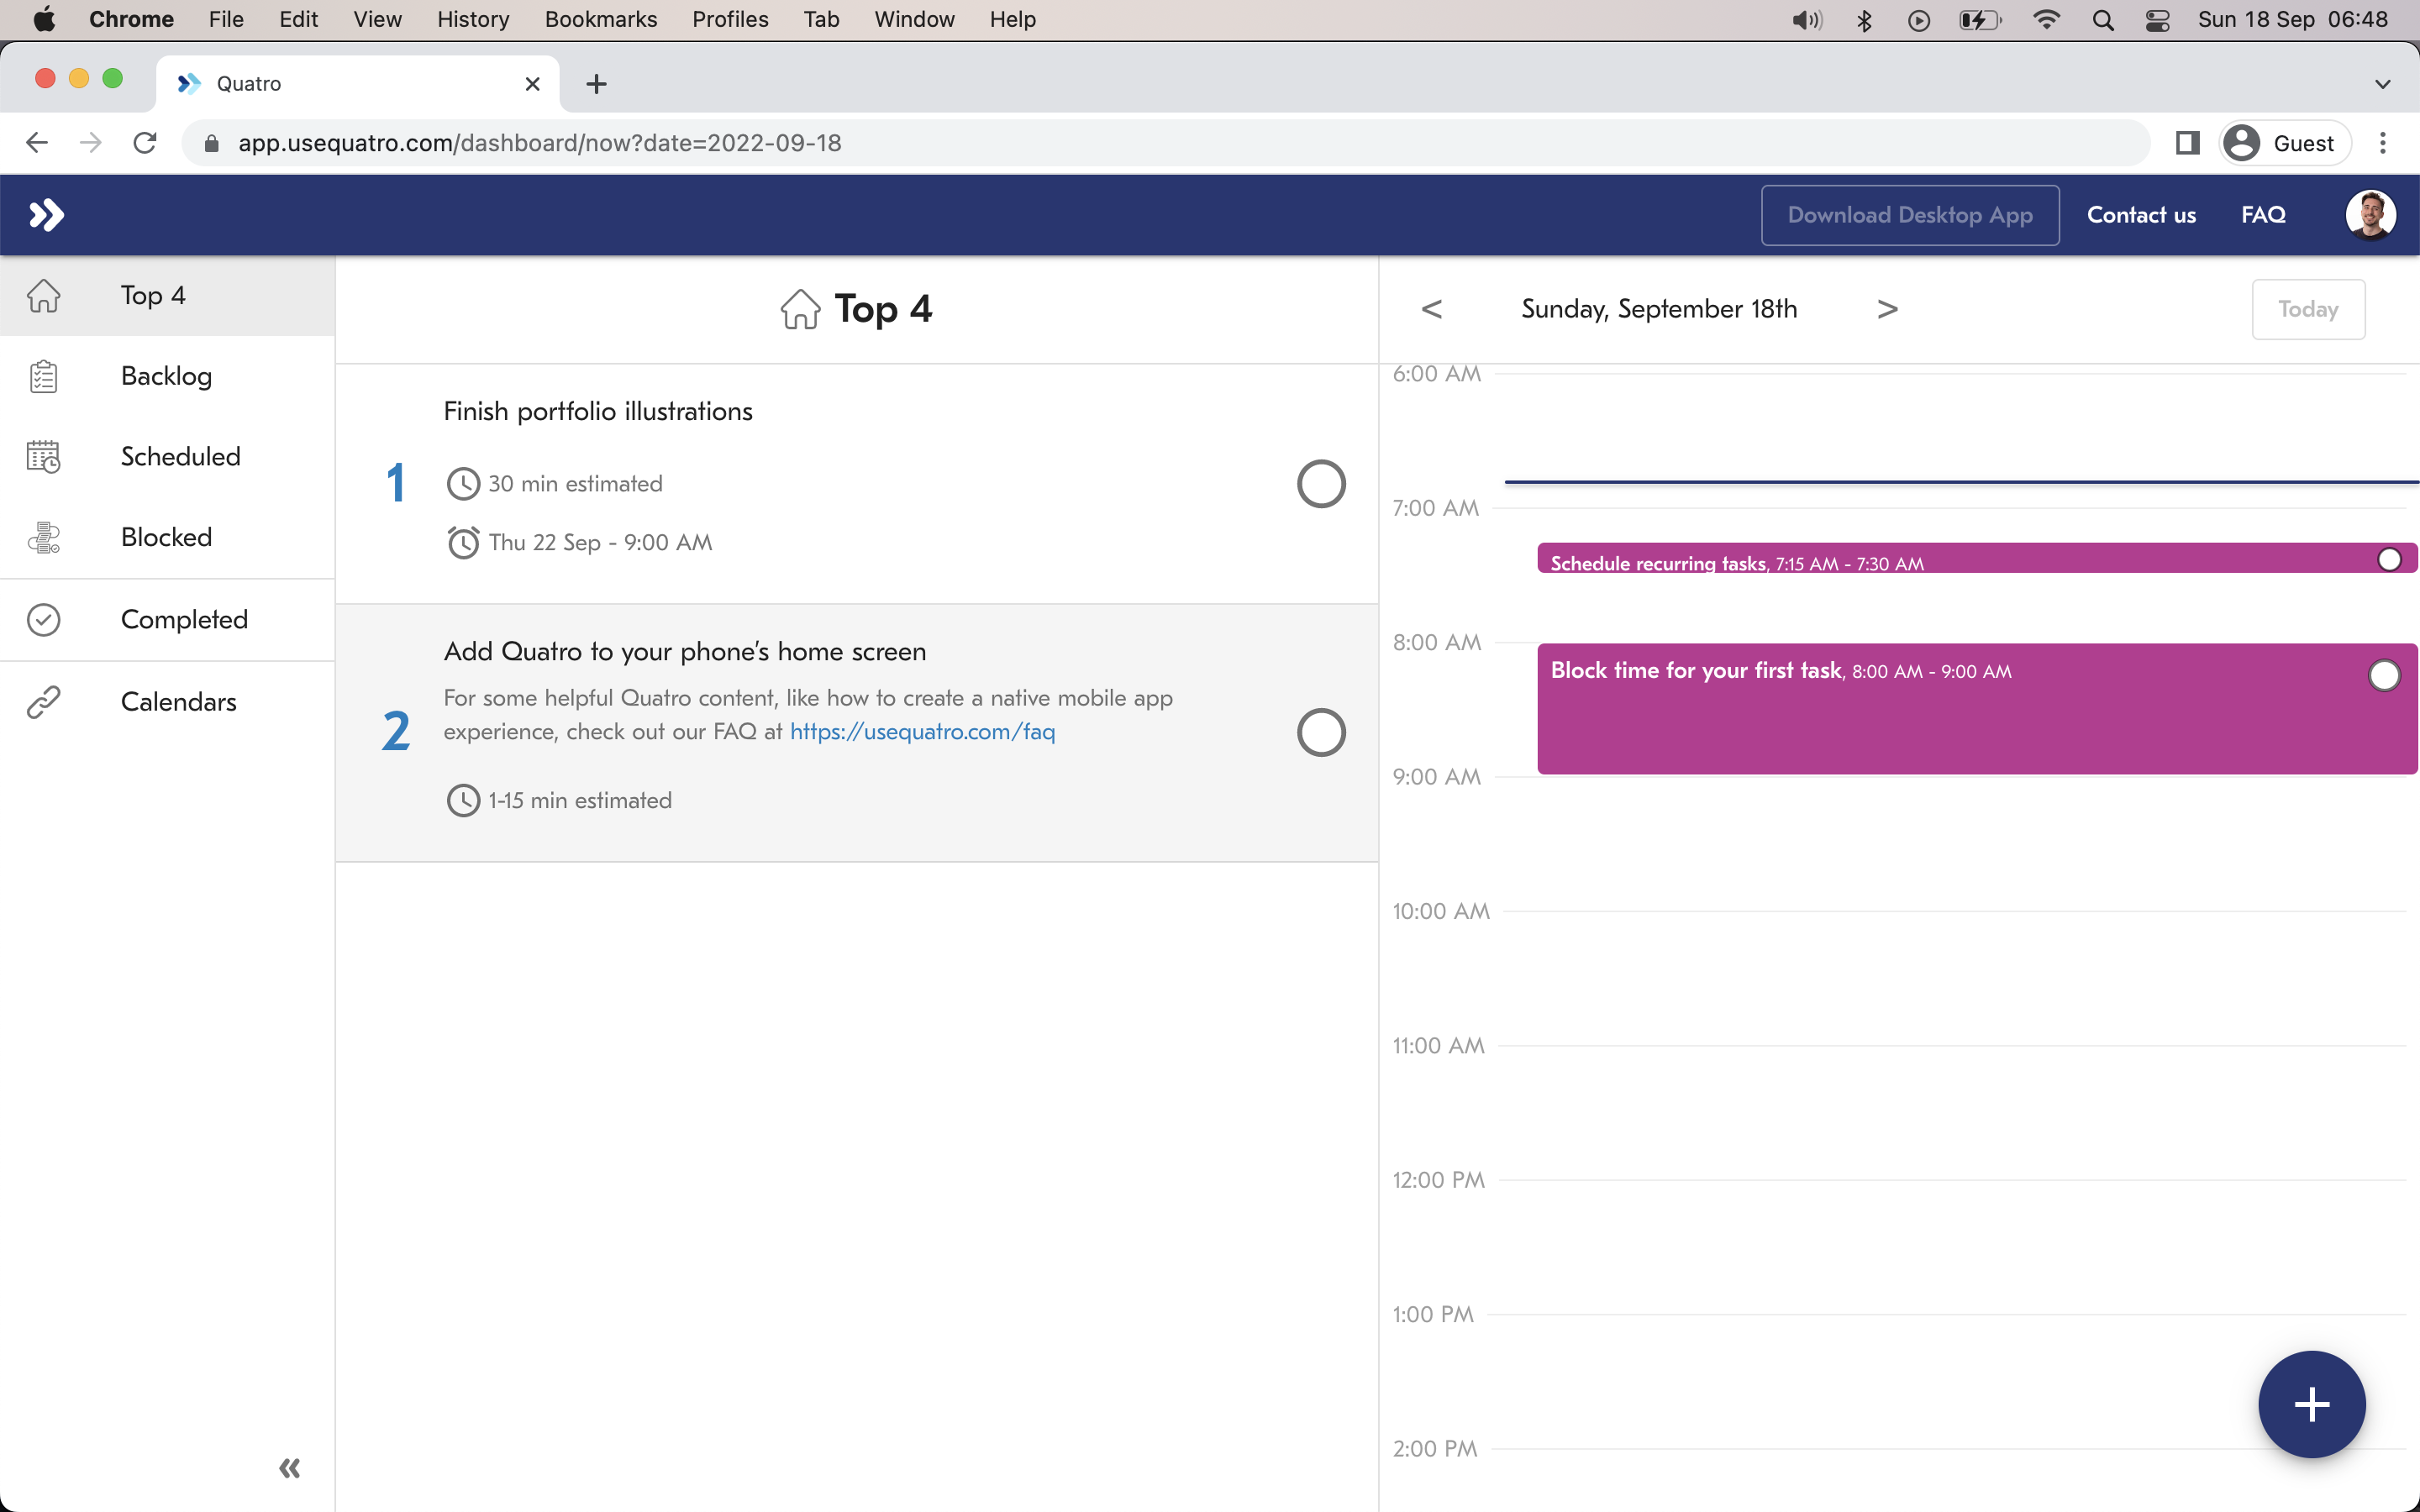 Chrome File Edit View History Bookmarks Profiles Tab Window Help Sun 18 Sep 06:48
Quatro
app.usequatro.com/dashboard/now?date=2022-09-18
Guest
Download Desktop App Contact us FAQ
Top 4
Backlog
Scheduled
Blocked
Completed
Calendars
Top 4
1
Finish portfolio illustrations
30 min estimated
Thu 22 Sep - 9:00 AM
2
Add Quatro to your phone's home screen
For some helpful Quatro content, like how to create a native mobile app
experience, check out our FAQ at https://usequatro.com/faq
1-15 min estimated
< Sunday, September 18th >
Today
6:00 AM
7:00 AM
Schedule recurring tasks, 7:15 AM - 7:30 AM
8:00 AM
Block time for your first task, 8:00 AM - 9:00 AM
9:00 AM
10:00 AM
11:00 AM
12:00 PM
1:00 PM
2:00 PM